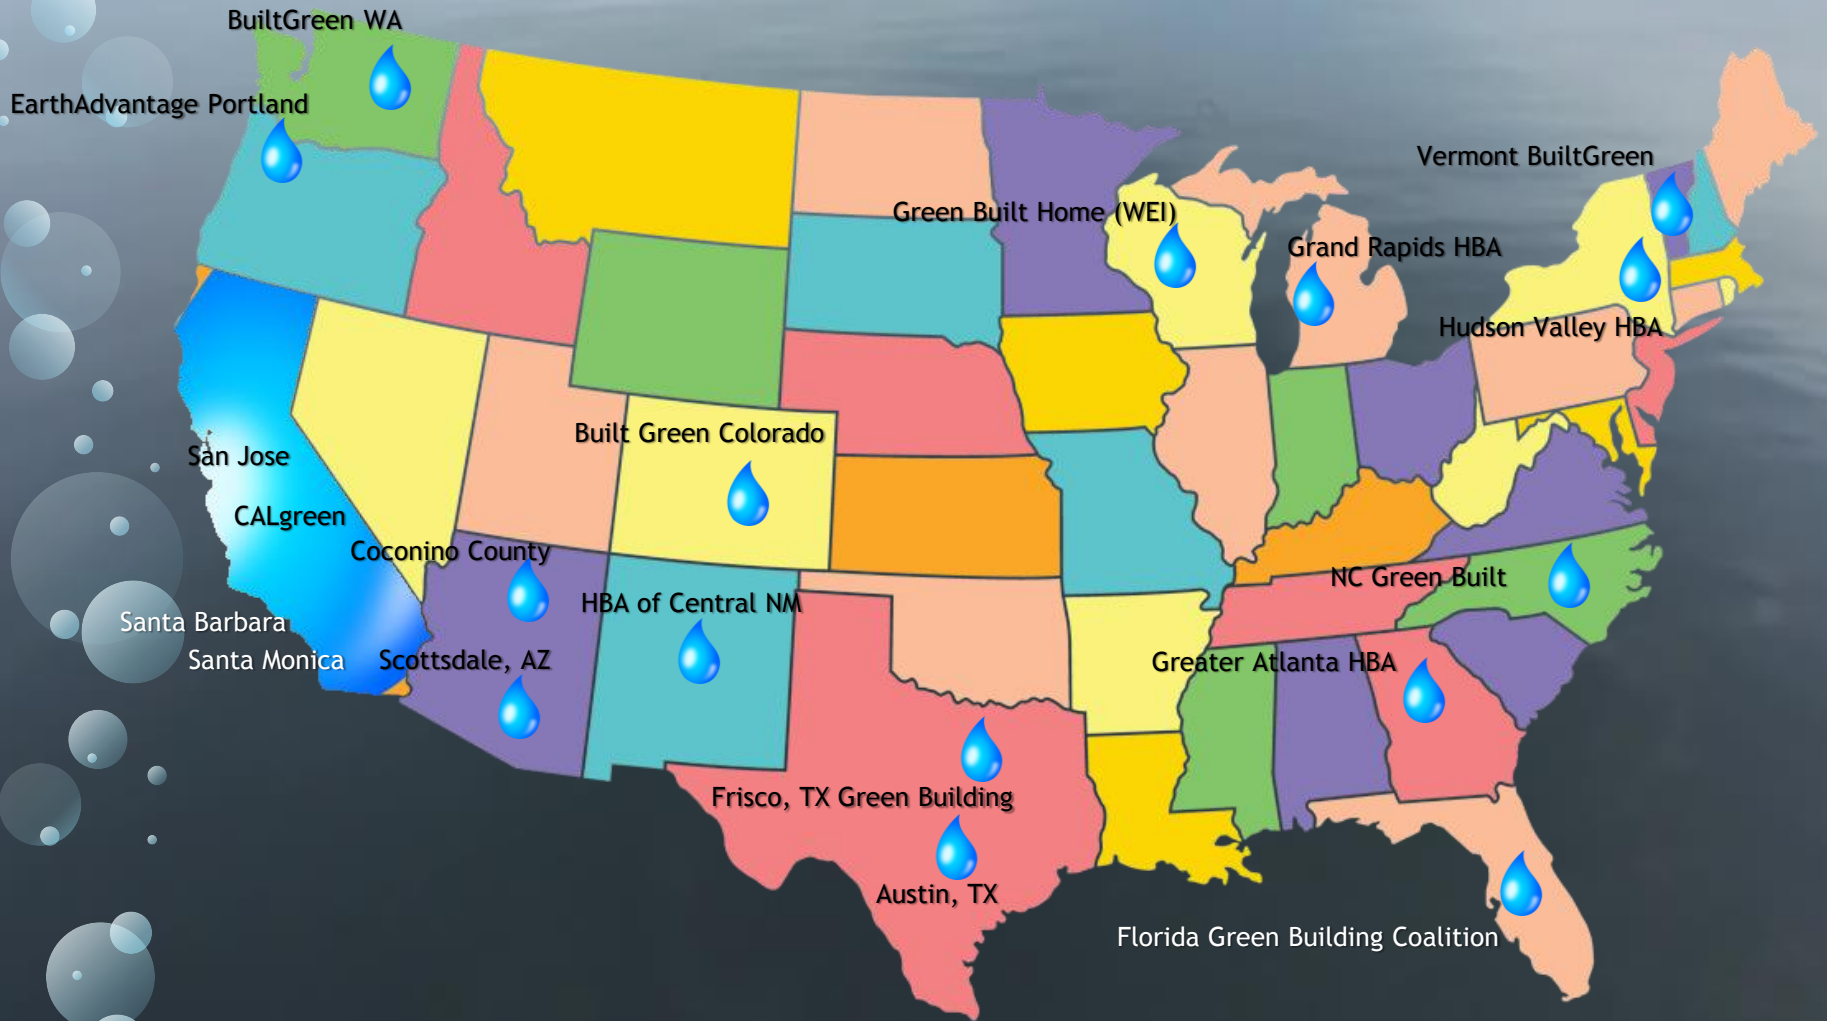 BuiltGreen WA
EarthAdvantage Portland
Vermont BuiltGreen
Green Built Home (WEI)
Grand Rapids HBA
Hudson Valley HBA
Built Green Colorado
San Jose
CALgreen
Coconino County
NC Green Built
HBA of Central NM
Santa Barbara
Santa Monica
Scottsdale, AZ
Greater Atlanta HBA
Frisco, TX Green Building
Austin, TX
Florida Green Building Coalition